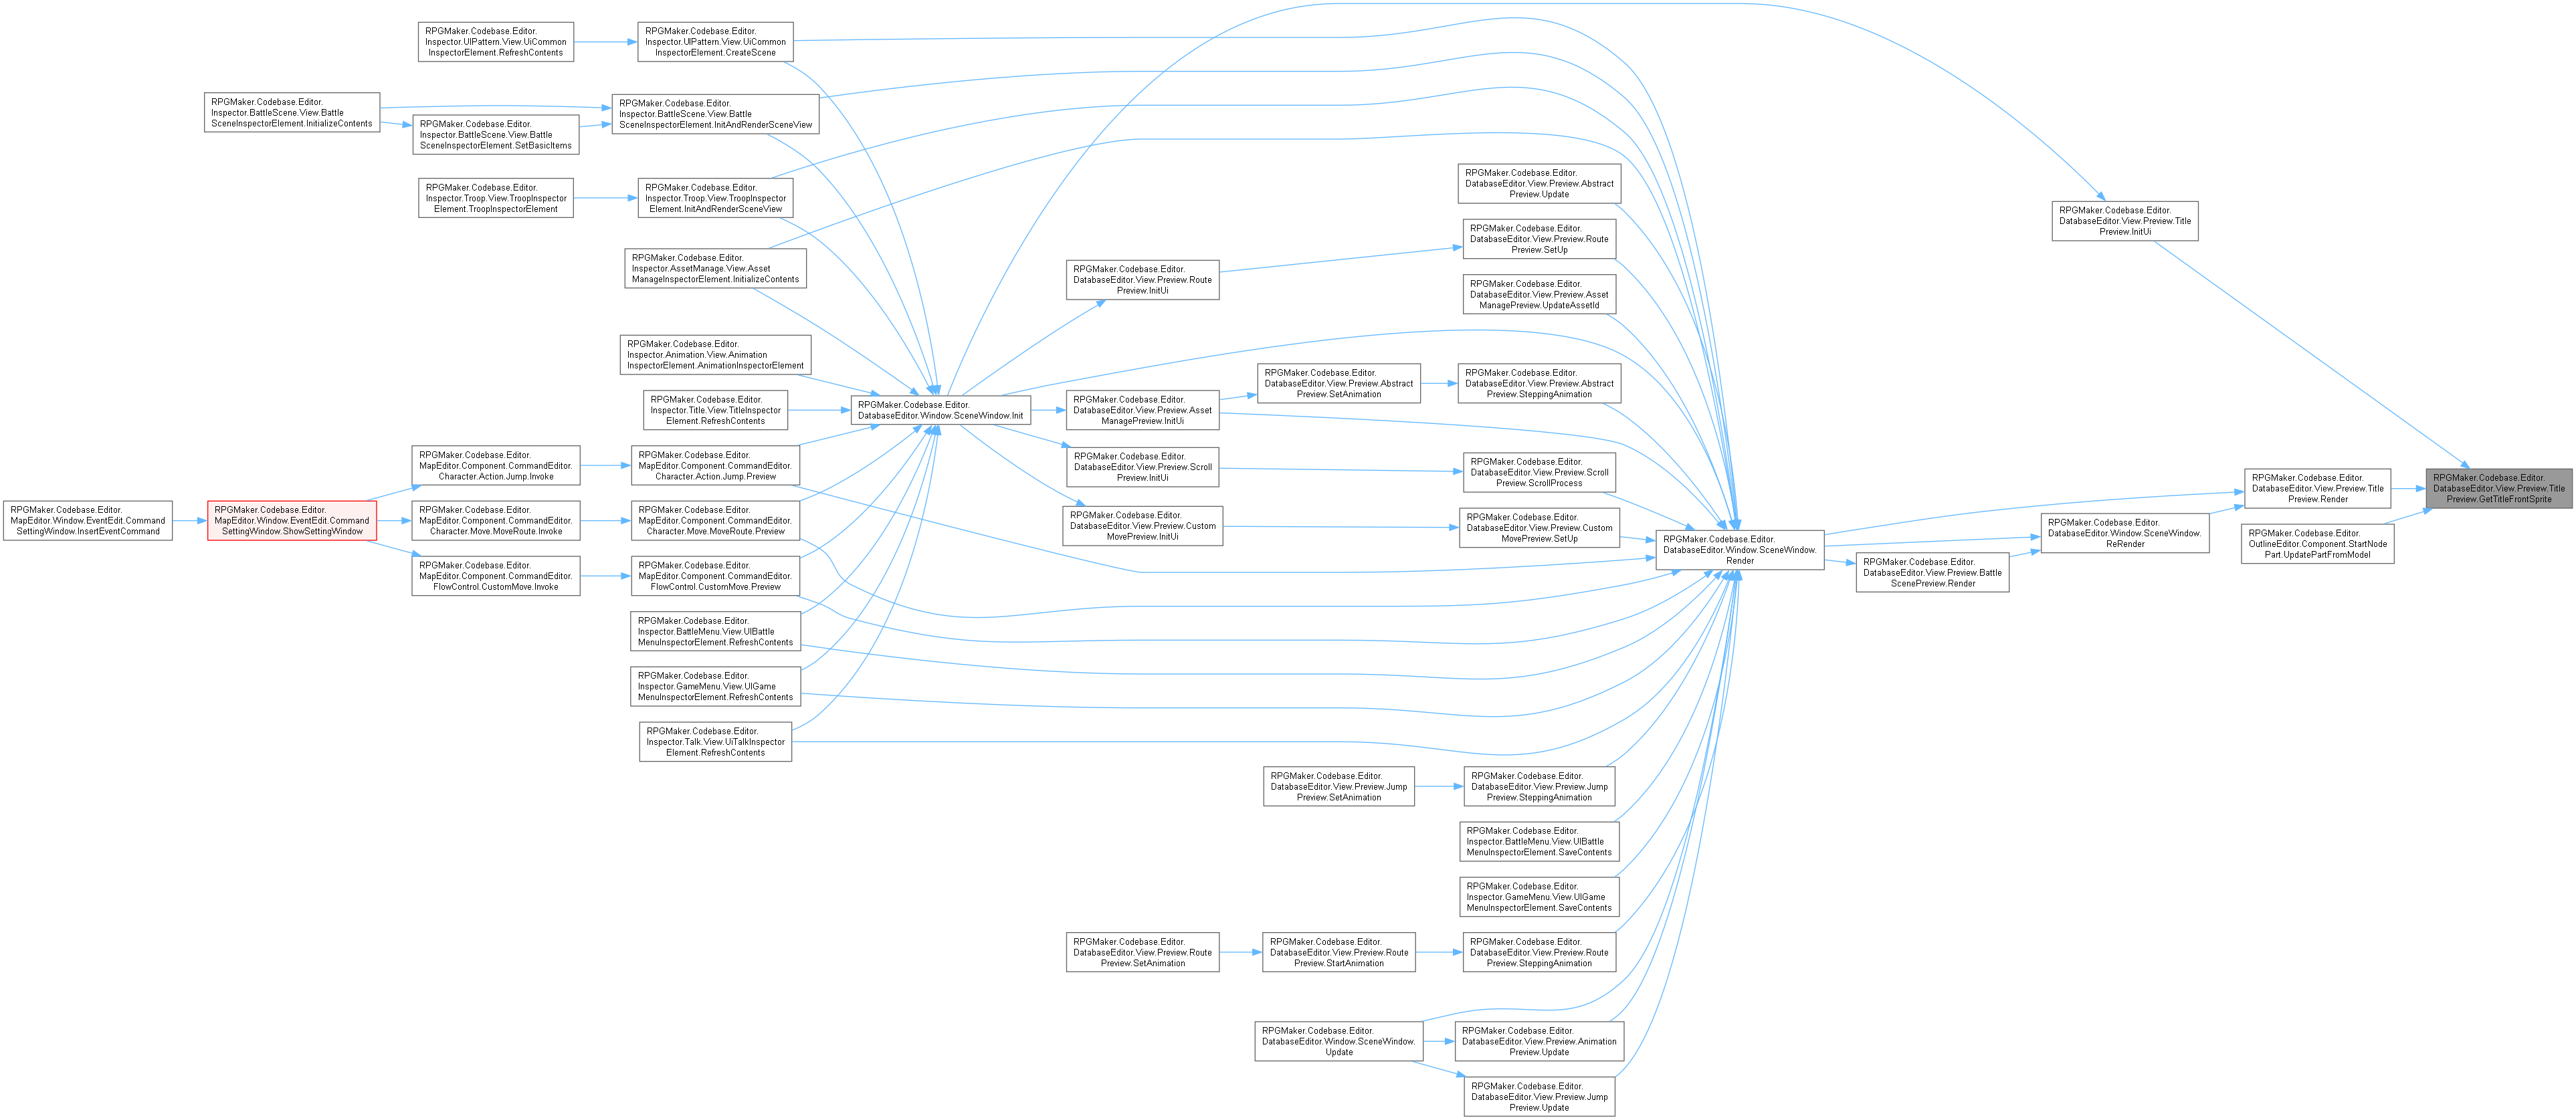 RPGMaker.Codebase.Editor.
Inspector.UIPattern.View.UiCommon
InspectorElement.RefreshContents
RPGMaker.Codebase.Editor.
Inspector.UIPattern.View.UiCommon
InspectorElement.CreateScene
RPGMaker.Codebase.Editor.
Inspector.BattleScene.View.Battle
SceneInspectorElement.InitializeContents
RPGMaker.Codebase.Editor.
Inspector.BattleScene.View.Battle
SceneInspectorElement.SetBasicItems
RPGMaker.Codebase.Editor.
Inspector.BattleScene.View.Battle
SceneInspectorElement.InitAndRenderSceneView
RPGMaker.Codebase.Editor.
Inspector.Troop.View.TroopInspector
Element.TroopInspectorElement
RPGMaker.Codebase.Editor.
Inspector.Troop.View.TroopInspector
Element.InitAndRenderSceneView
RPGMaker.Codebase.Editor.
Inspector.AssetManage.View.Asset
ManageInspectorElement.InitializeContents
RPGMaker.Codebase.Editor.
Inspector.Animation.View.Animation
InspectorElement.AnimationInspectorElement
RPGMaker.Codebase.Editor.
Inspector.Title.View.TitleInspector
Element.RefreshContents
RPGMaker.Codebase.Editor.
DatabaseEditor.Window.SceneWindow.Init
RPGMaker.Codebase.Editor.
MapEditor.Component.CommandEditor.
Character.Action.Jump.Invoke
RPGMaker.Codebase.Editor.
MapEditor.Component.CommandEditor.
Character.Action.Jump.Preview
RPGMaker.Codebase.Editor.
MapEditor.Window.EventEdit.Command
SettingWindow.InsertEventCommand
RPGMaker.Codebase.Editor.
MapEditor.Window.EventEdit.Command
SettingWindow.ShowSettingWindow
RPGMaker.Codebase.Editor.
MapEditor.Component.CommandEditor.
Character.Move.MoveRoute.Invoke
RPGMaker.Codebase.Editor.
MapEditor.Component.CommandEditor.
Character.Move.MoveRoute.Preview
RPGMaker.Codebase.Editor.
MapEditor.Component.CommandEditor.
FlowControl.CustomMove.Invoke
RPGMaker.Codebase.Editor.
MapEditor.Component.CommandEditor.
FlowControl.CustomMove.Preview
RPGMaker.Codebase.Editor.
Inspector.BattleMenu.View.UIBattle
MenuInspectorElement.RefreshContents
RPGMaker.Codebase.Editor.
Inspector.GameMenu.View.UIGame
MenuInspectorElement.RefreshContents
RPGMaker.Codebase.Editor.
Inspector.Talk.View.UiTalkInspector
Element.RefreshContents
RPGMaker.Codebase.Editor.
DatabaseEditor.View.Preview.Abstract
Preview.Update
RPGMaker.Codebase.Editor.
DatabaseEditor.View.Preview.Route
Preview.SetUp
RPGMaker.Codebase.Editor.
DatabaseEditor.View.Preview.Route
Preview.InitUi
RPGMaker.Codebase.Editor.
DatabaseEditor.View.Preview.Asset
ManagePreview.UpdateAssetId
RPGMaker.Codebase.Editor.
DatabaseEditor.View.Preview.Abstract
Preview.SetAnimation
RPGMaker.Codebase.Editor.
DatabaseEditor.View.Preview.Abstract
Preview.SteppingAnimation
RPGMaker.Codebase.Editor.
DatabaseEditor.View.Preview.Asset
ManagePreview.InitUi
RPGMaker.Codebase.Editor.
DatabaseEditor.View.Preview.Scroll
Preview.InitUi
RPGMaker.Codebase.Editor.
DatabaseEditor.View.Preview.Scroll
Preview.ScrollProcess
RPGMaker.Codebase.Editor.
DatabaseEditor.View.Preview.Custom
MovePreview.InitUi
RPGMaker.Codebase.Editor.
DatabaseEditor.View.Preview.Custom
MovePreview.SetUp
RPGMaker.Codebase.Editor.
DatabaseEditor.Window.SceneWindow.
Render
RPGMaker.Codebase.Editor.
DatabaseEditor.View.Preview.Jump
Preview.SetAnimation
RPGMaker.Codebase.Editor.
DatabaseEditor.View.Preview.Jump
Preview.SteppingAnimation
RPGMaker.Codebase.Editor.
Inspector.BattleMenu.View.UIBattle
MenuInspectorElement.SaveContents
RPGMaker.Codebase.Editor.
Inspector.GameMenu.View.UIGame
MenuInspectorElement.SaveContents
RPGMaker.Codebase.Editor.
DatabaseEditor.View.Preview.Route
Preview.SetAnimation
RPGMaker.Codebase.Editor.
DatabaseEditor.View.Preview.Route
Preview.StartAnimation
RPGMaker.Codebase.Editor.
DatabaseEditor.View.Preview.Route
Preview.SteppingAnimation
RPGMaker.Codebase.Editor.
DatabaseEditor.Window.SceneWindow.
Update
RPGMaker.Codebase.Editor.
DatabaseEditor.View.Preview.Animation
Preview.Update
RPGMaker.Codebase.Editor.
DatabaseEditor.View.Preview.Jump
Preview.Update
RPGMaker.Codebase.Editor.
DatabaseEditor.View.Preview.Title
Preview.InitUi
RPGMaker.Codebase.Editor.
DatabaseEditor.View.Preview.Title
Preview.Render
RPGMaker.Codebase.Editor.
DatabaseEditor.View.Preview.Title
Preview.GetTitleFrontSprite
RPGMaker.Codebase.Editor.
DatabaseEditor.Window.SceneWindow.
ReRender
RPGMaker.Codebase.Editor.
OutlineEditor.Component.StartNode
Part.UpdatePartFromModel
RPGMaker.Codebase.Editor.
DatabaseEditor.View.Preview.Battle
ScenePreview.Render